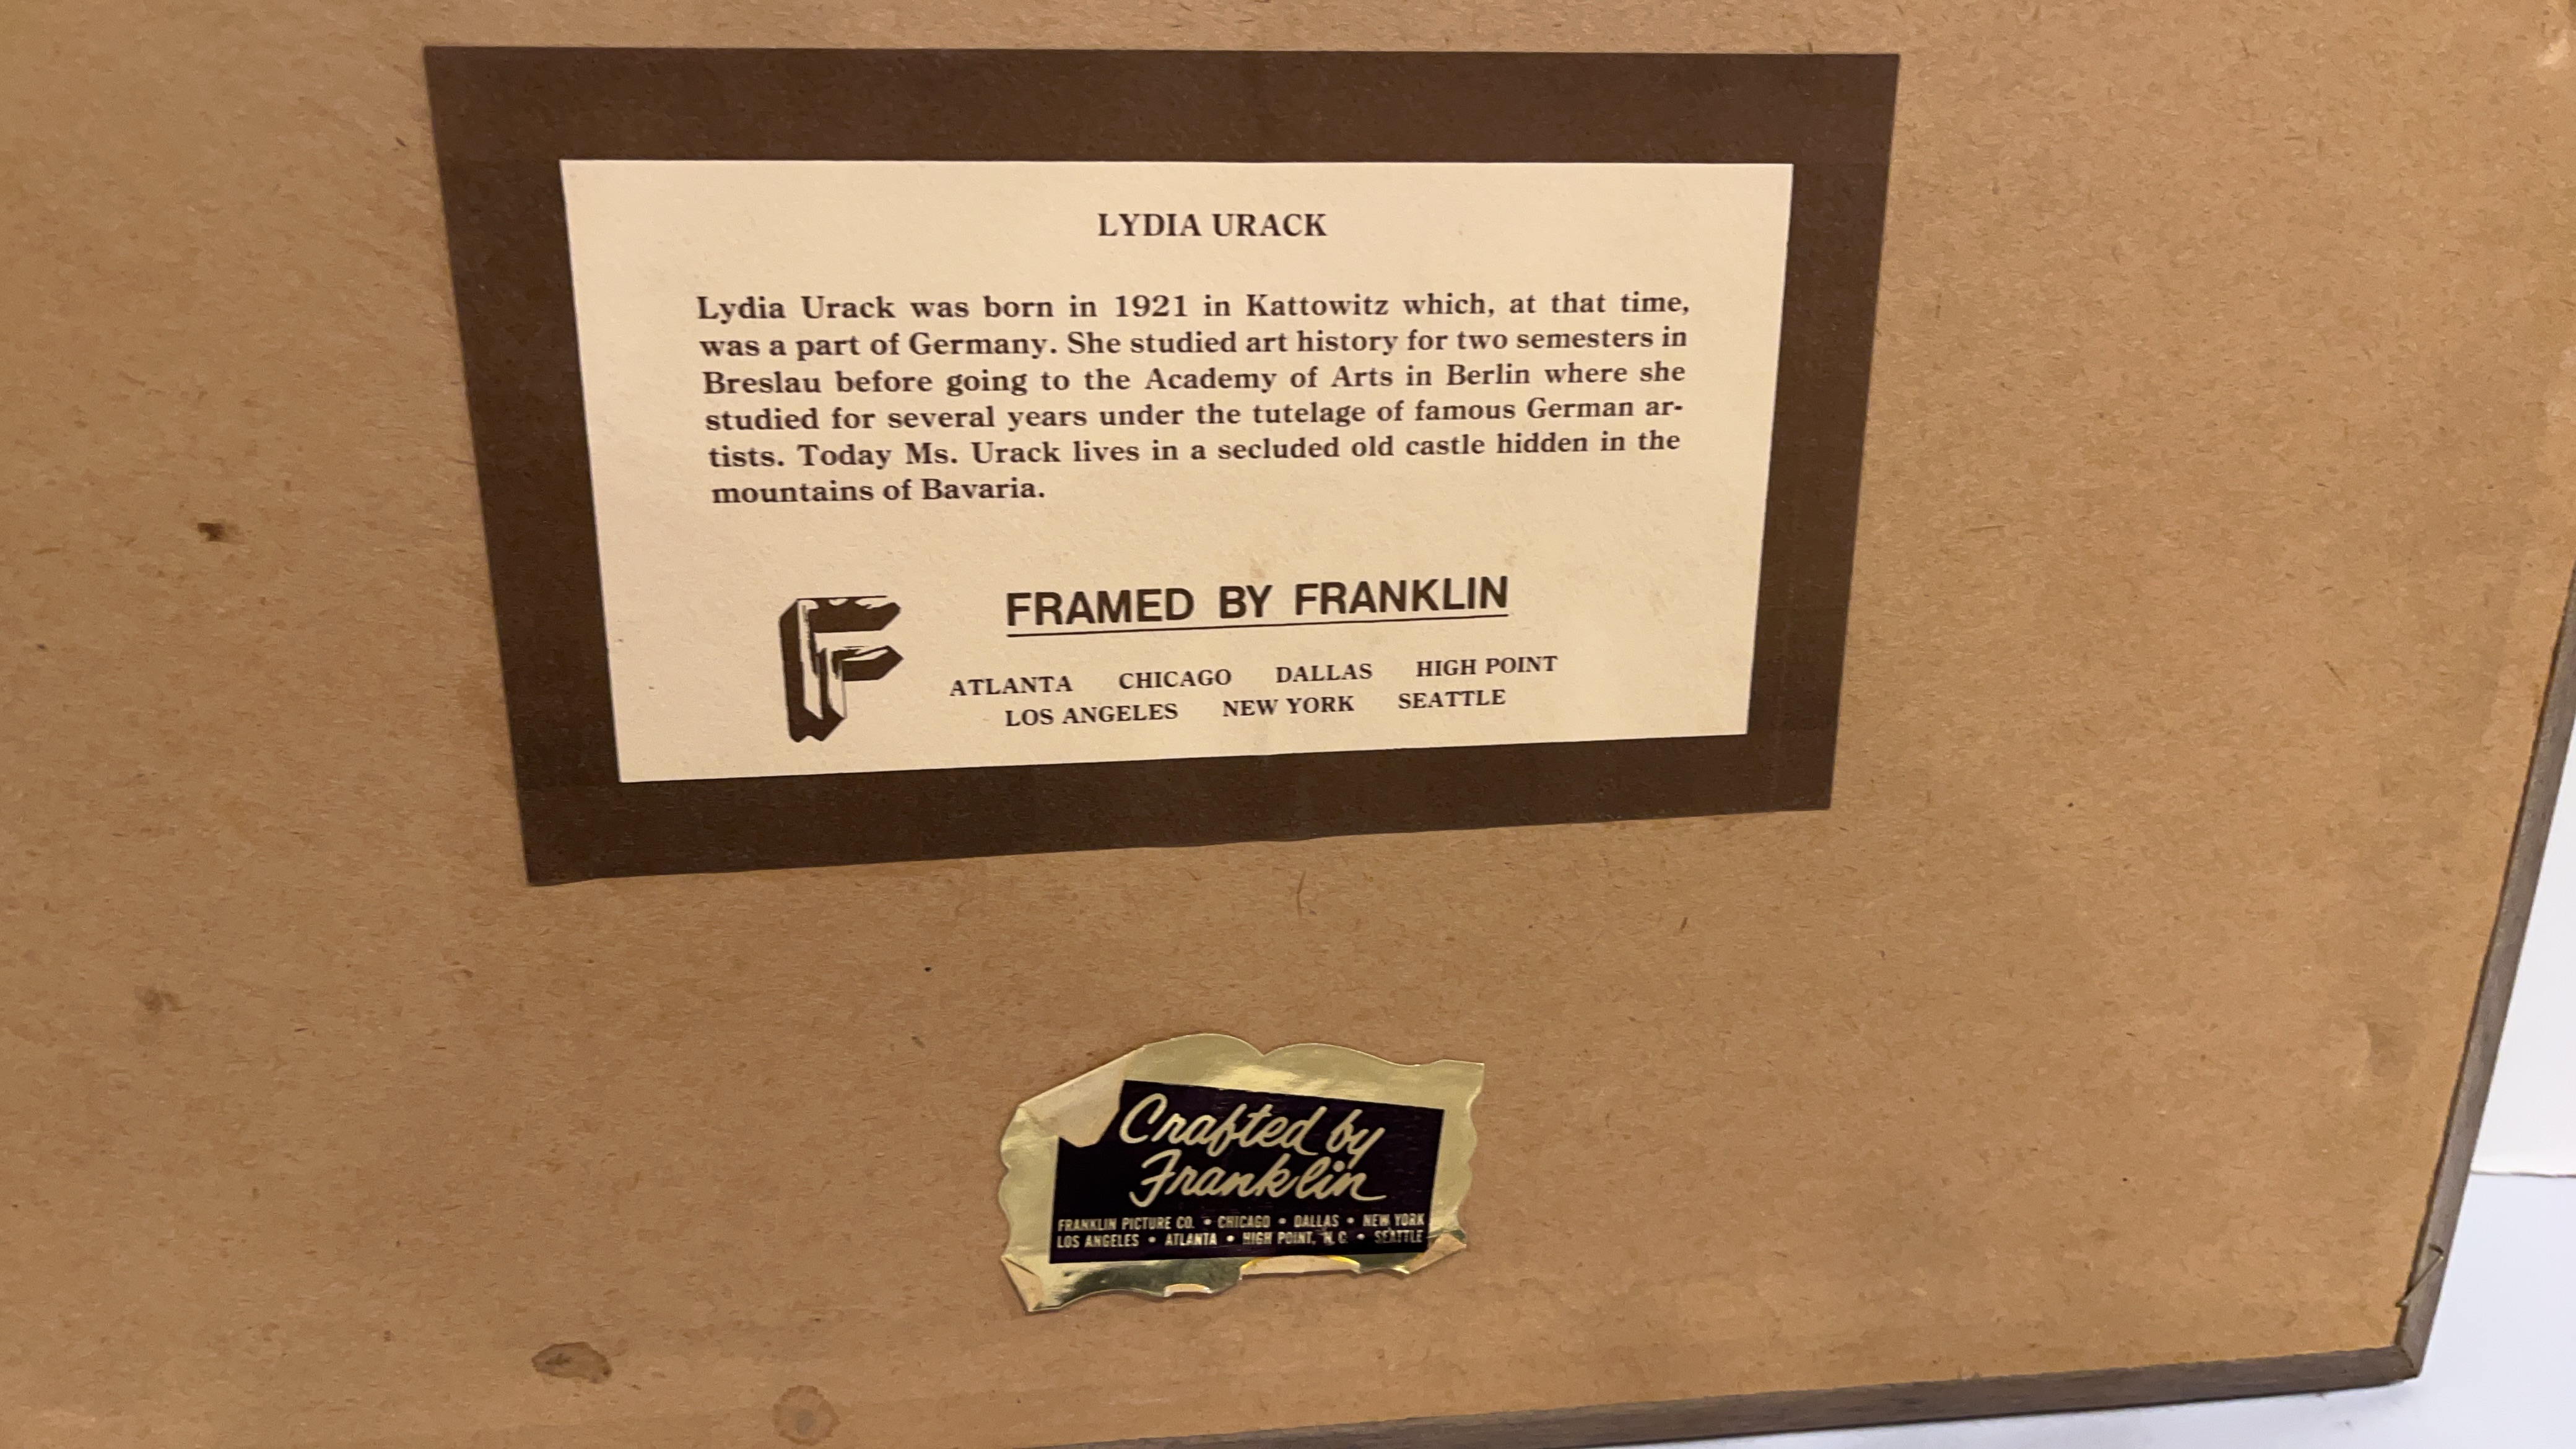 LYDIA URACK
Lydia Urack was born in 1921 in Kattowitz which, at that time,
was a part of Germany. She studied art history for two semesters in
Breslau before going to the Academy of Arts in Berlin where she
studied for several years under the tutelage of famous German ar-
tists. Today Ms. Urack lives in a secluded old castle hidden in the
mountains of Bavaria.
F
FRAMED BY FRANKLIN
ATLANTA CHICAGO DALLAS HIGH POINT
LOS ANGELES NEW YORK SEATTLE
Crafted by
Franklin
FRANKLIN PICTURE CO. • CHICAGO • DALLAS • NEW YORK
LOS ANGELES • ATLANTA • HIGH POINT, N.C. • SEATTLE